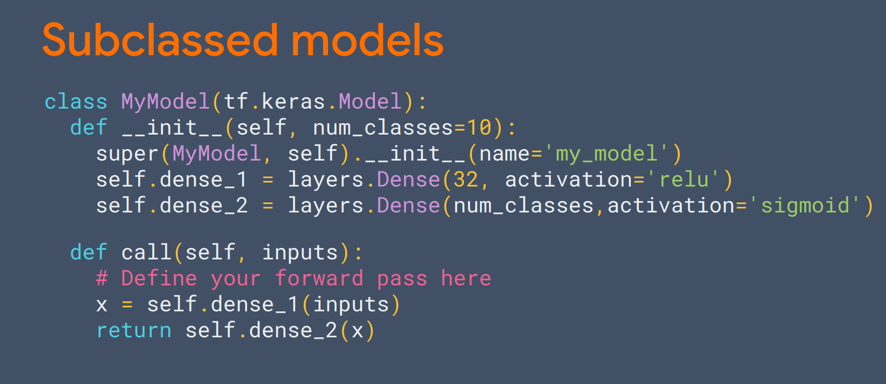 Subclassed models
class MyModel(tf.keras.Model):
  def __init__(self, num_classes=10):
    super(MyModel, self).__init__(name='my_model')
    self.dense_1 = layers.Dense(32, activation='relu')
    self.dense_2 = layers.Dense(num_classes,activation='sigmoid')
  def call(self, inputs):
    # Define your forward pass here
    x = self.dense_1(inputs)
    return self.dense_2(x)